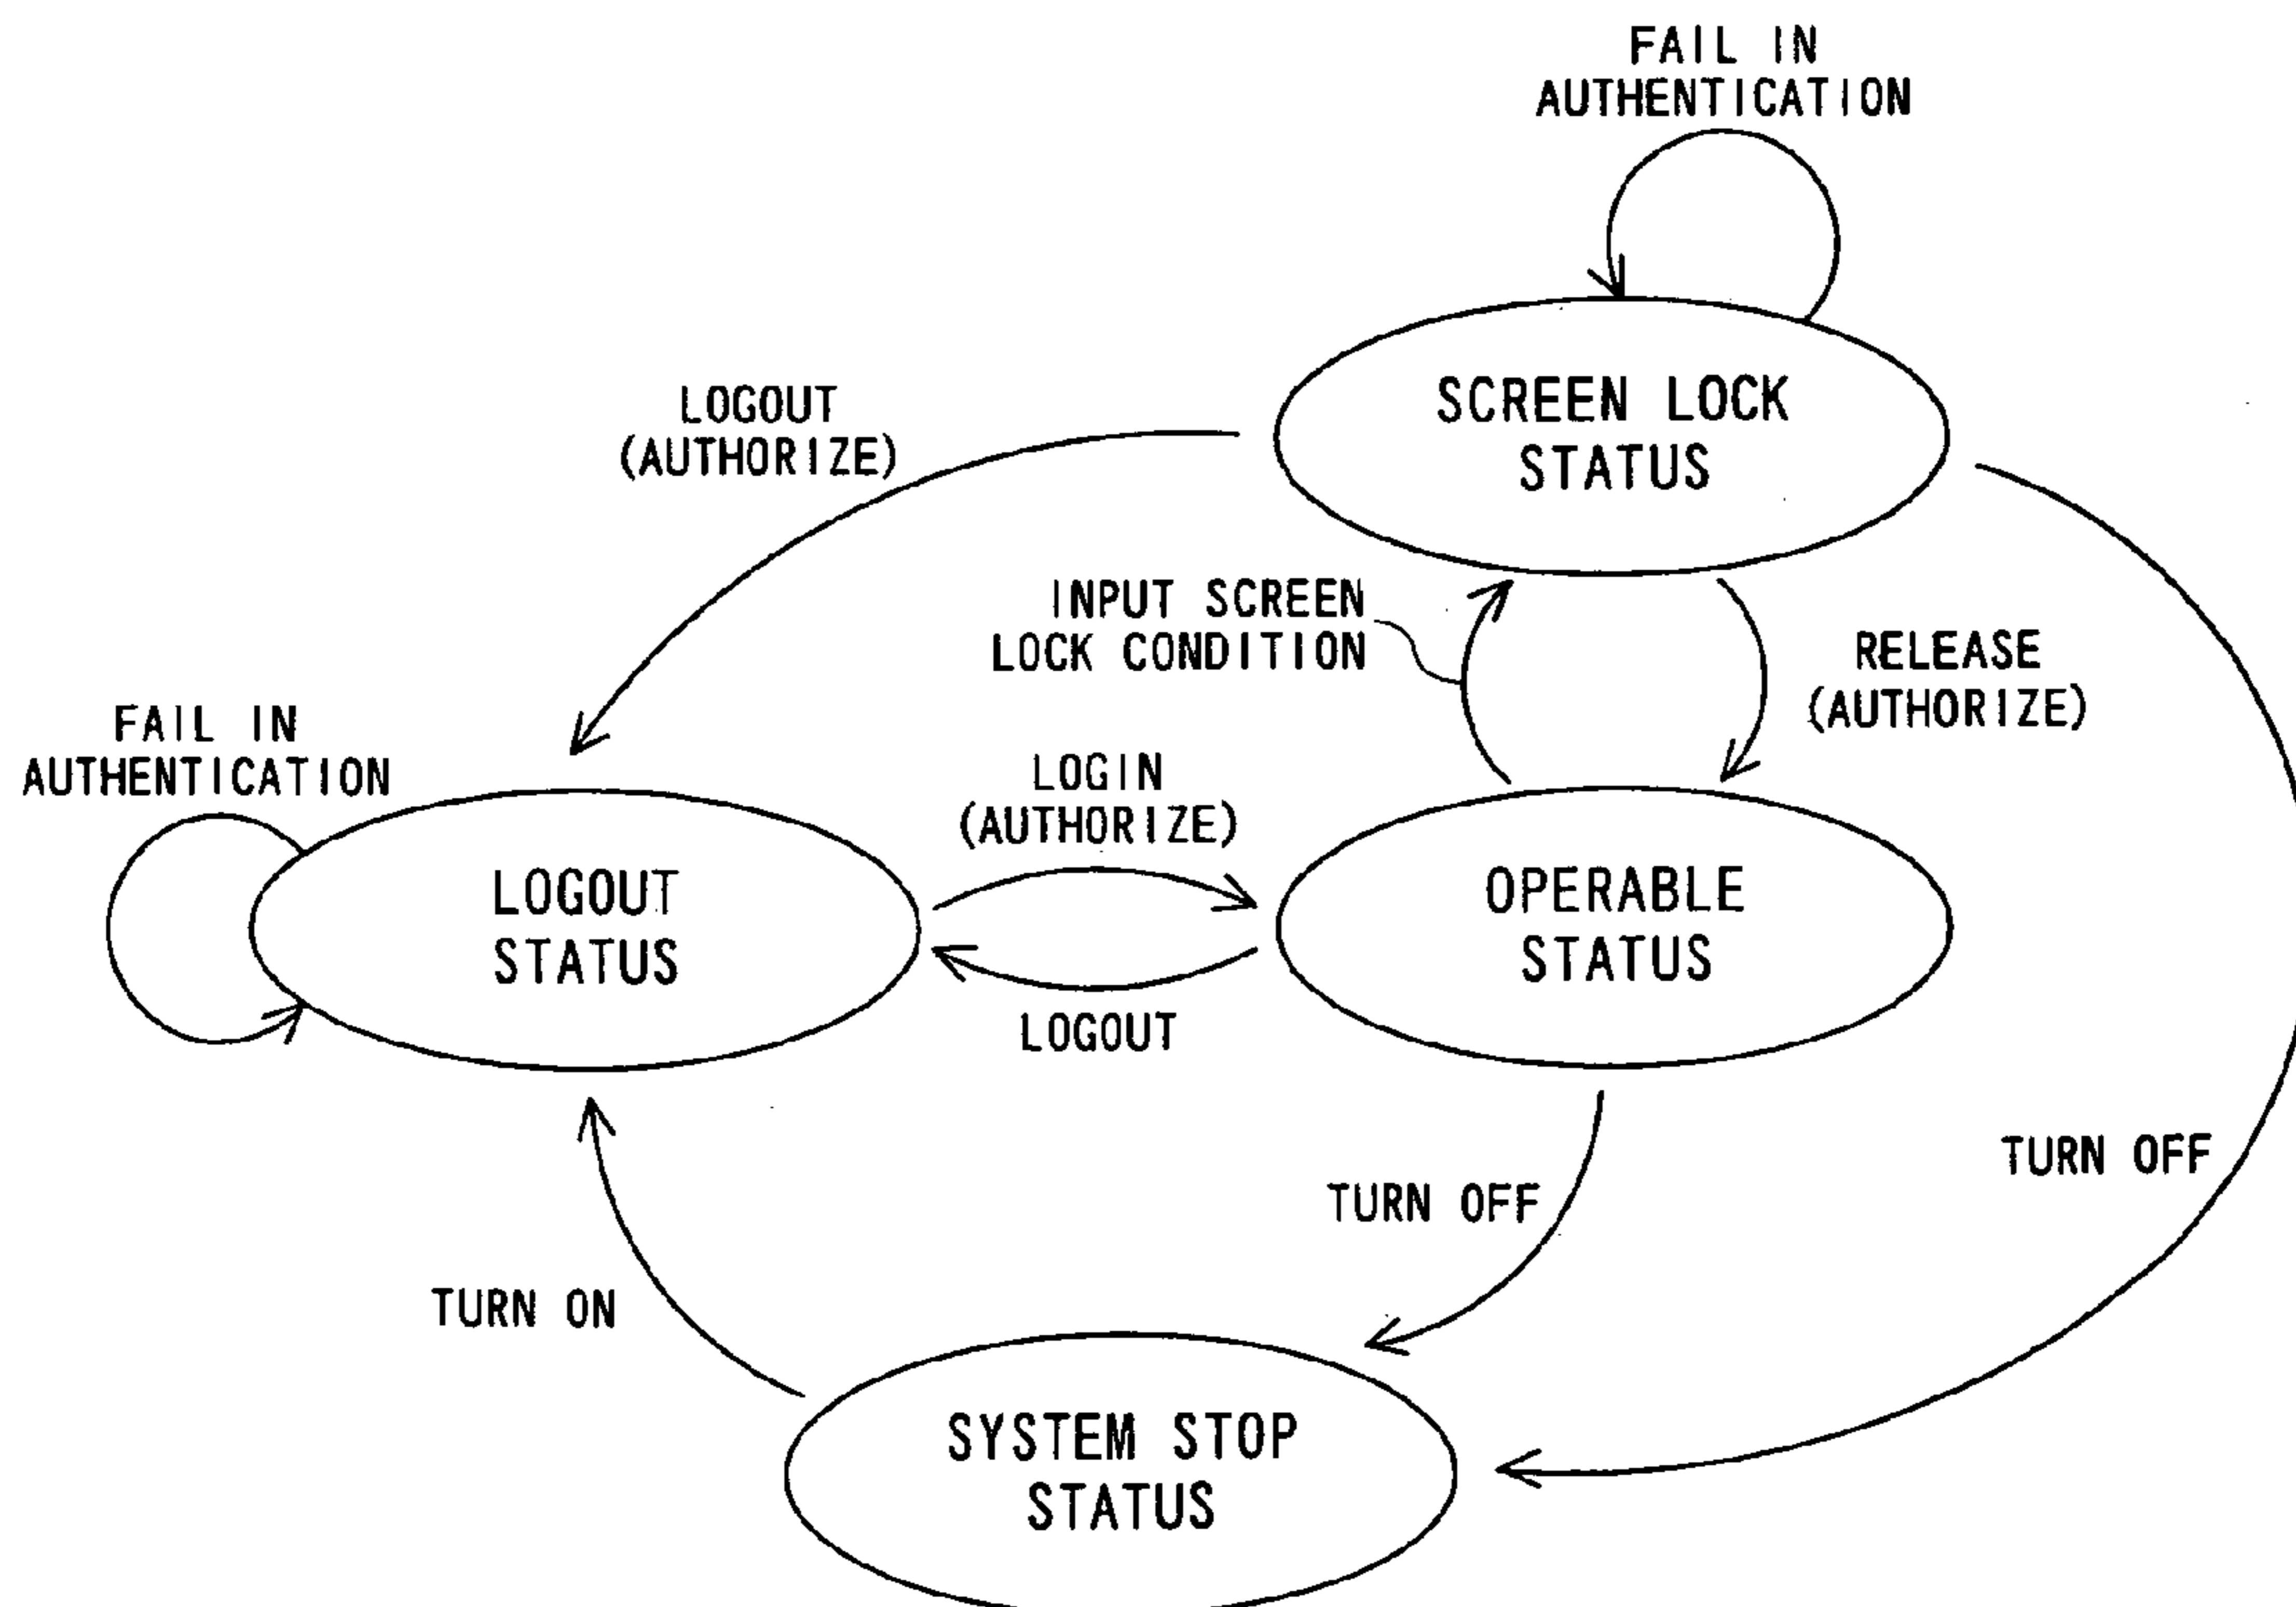 FAIL IN
AUTHENTICATION
SCREEN LOCK
STATUS
LOGOUT
(AUTHORIZE)
INPUT SCREEN
LOCK CONDITION
RELEASE
(AUTHORIZE)
FAIL IN
AUTHENTICATION
LOGIN
(AUTHORIZE)
LOGOUT
STATUS
OPERABLE
STATUS
LOGOUT
TURN OFF
TURN OFF
TURN ON
SYSTEM STOP
STATUS